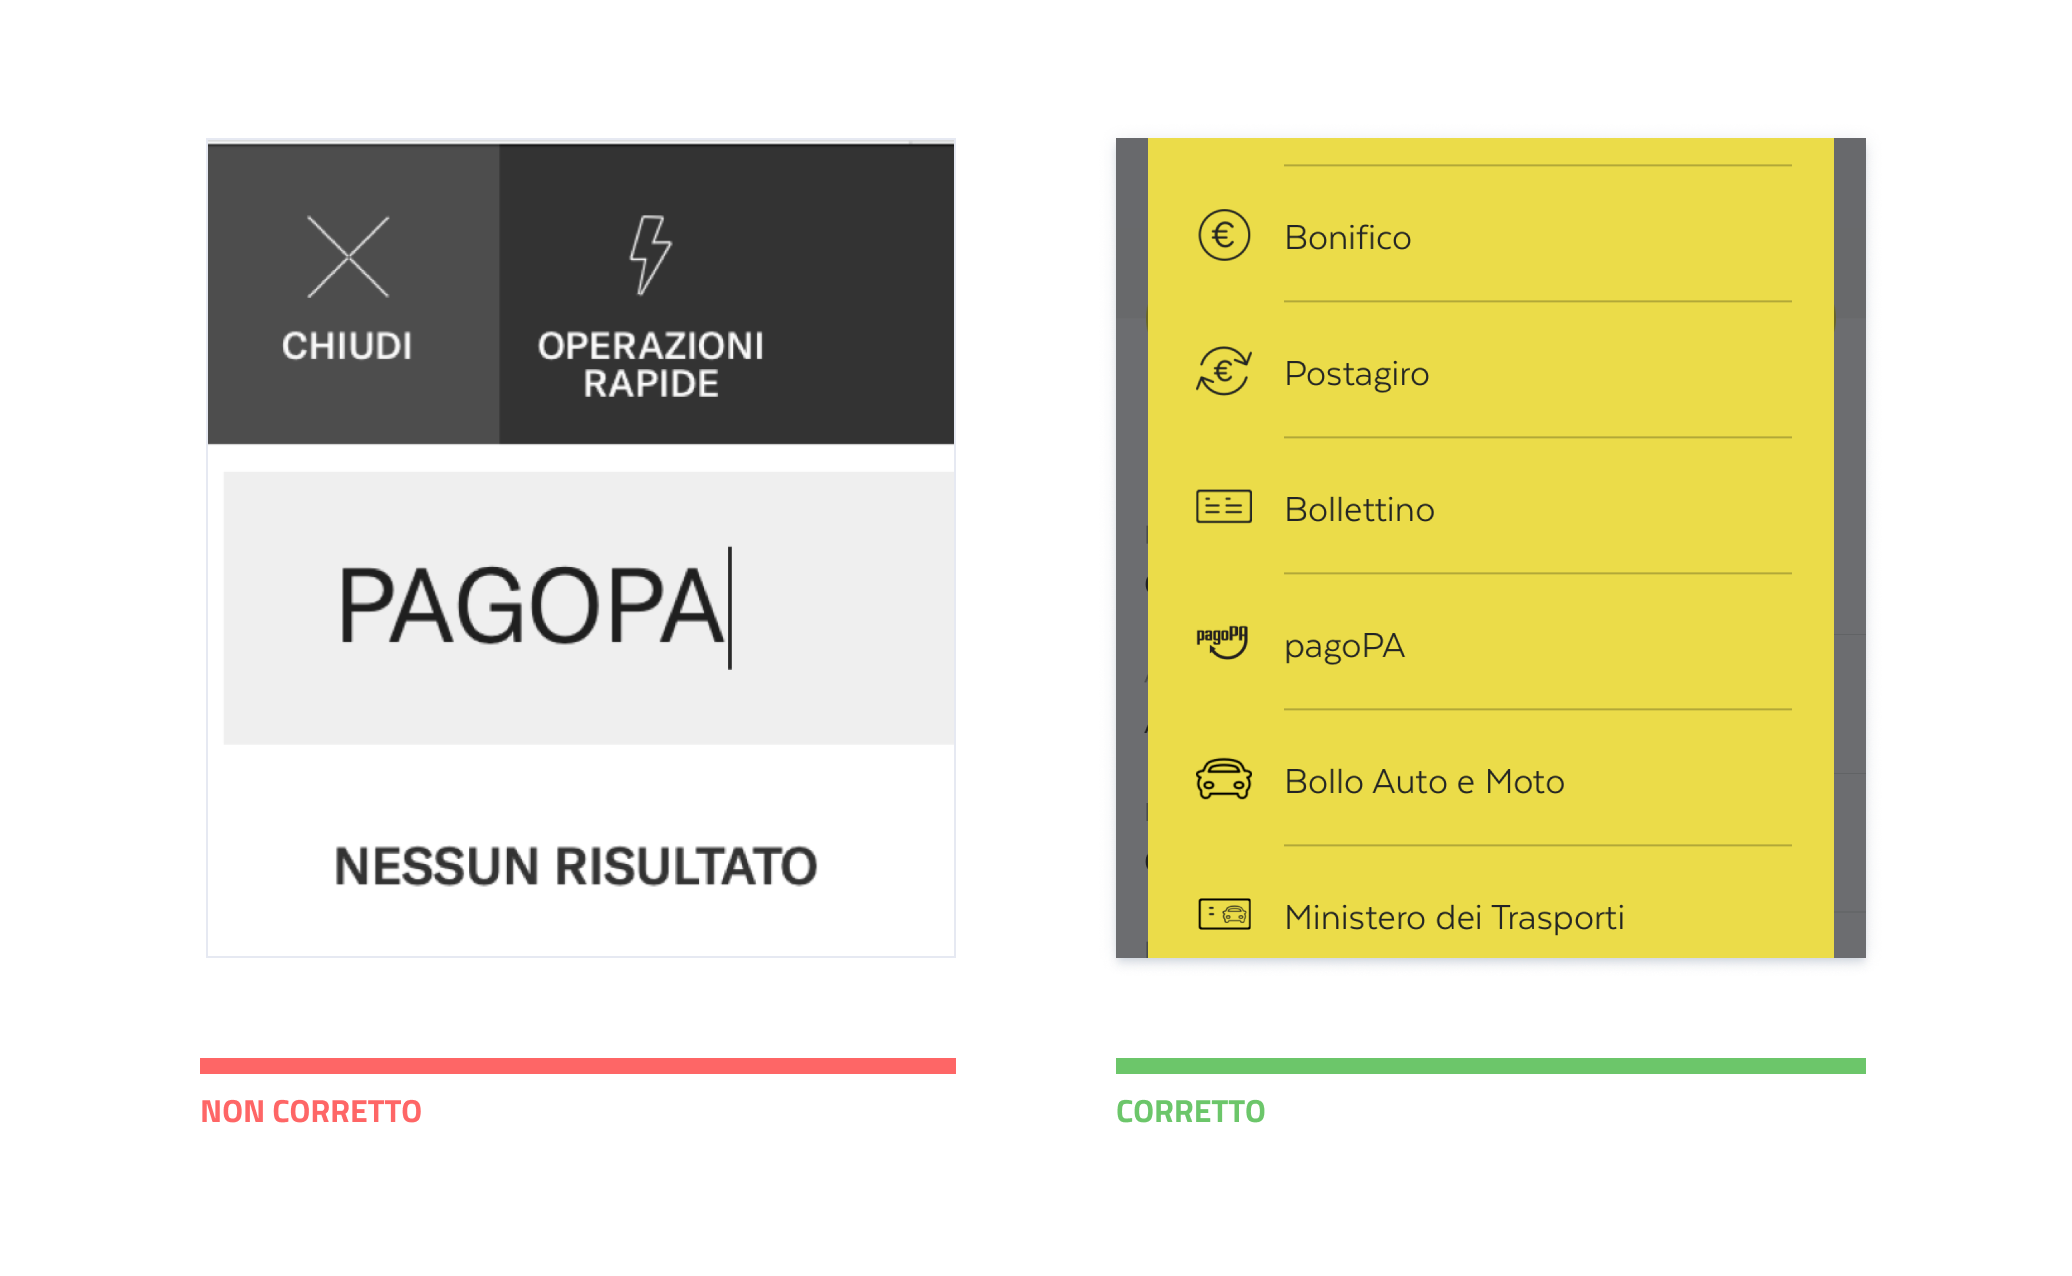 CHIUDI
OPERAZIONI
RAPIDE
PAGOPA
NESSUN RISULTATO
NON CORRETTO
€ Bonifico
€ Postagiro
Bollettino
pagoPA pagoPA
Bollo Auto e Moto
Ministero dei Trasporti
CORRETTO